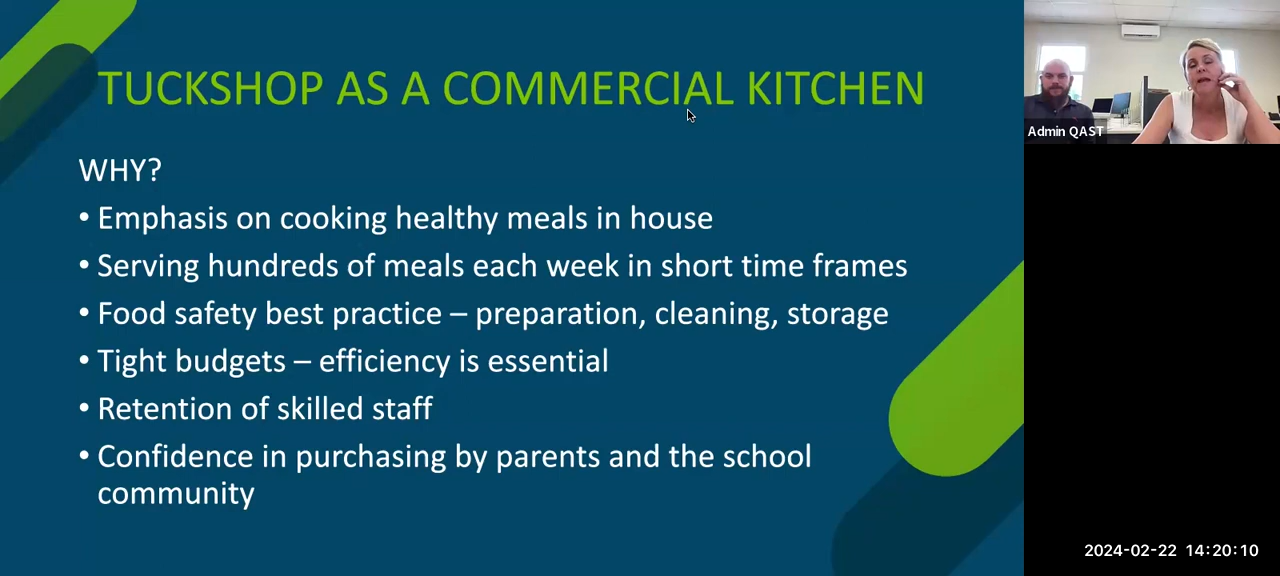 TUCKSHOP AS A COMMERCIAL KITCHEN
WHY?
• Emphasis on cooking healthy meals in house
• Serving hundreds of meals each week in short time frames
• Food safety best practice – preparation, cleaning, storage
• Tight budgets – efficiency is essential
• Retention of skilled staff
• Confidence in purchasing by parents and the school
community
Admin QAST
2024-02-22 14:20:10